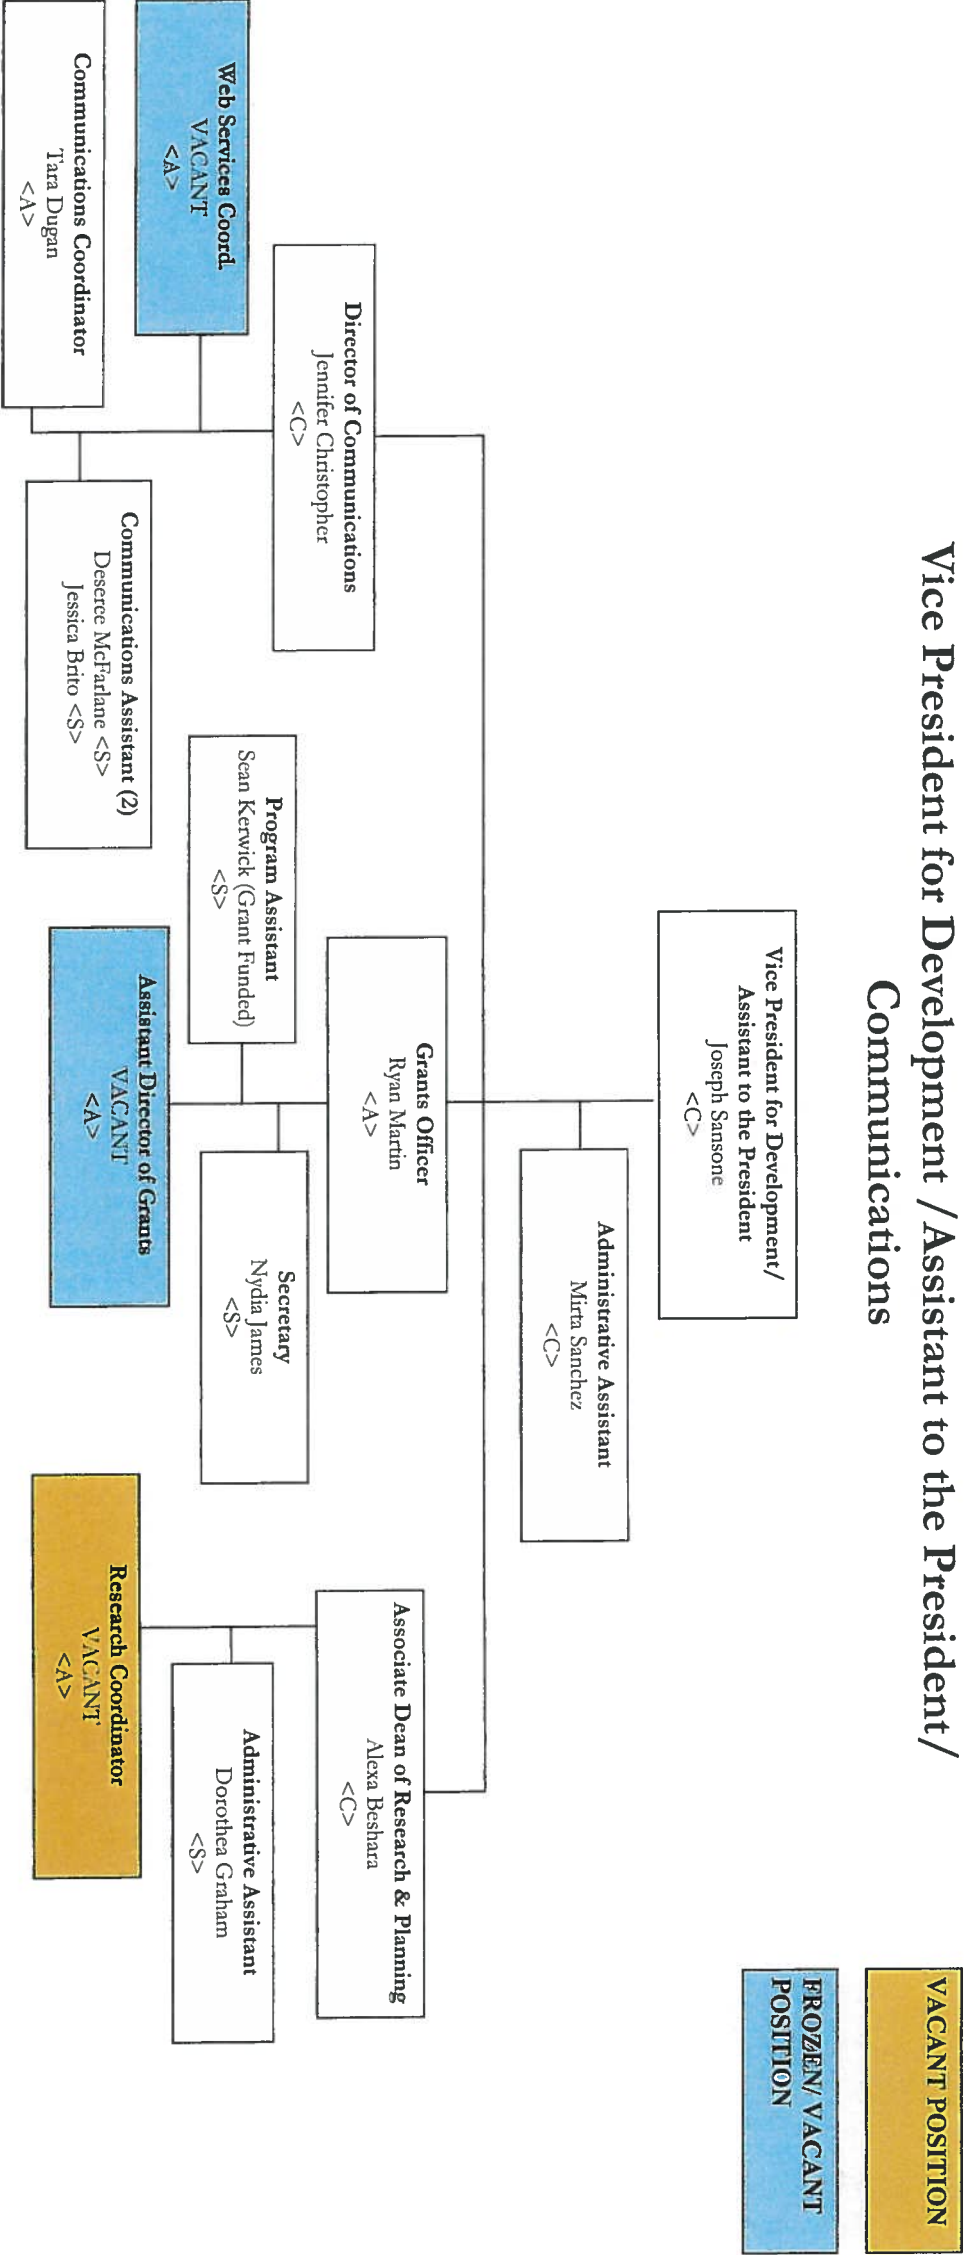 Vice President for Development /Assistant to the President/
Communications
VACANT POSITION
FROZEN/VACANT
POSITION
Vice President for Development/
Assistant to the President
Joseph Sansone
<C>
Administrative Assistant
Mirta Sanchez
<C>
Director of Communications
Jennifer Christopher
<C>
Grants Officer
Ryan Martin
<A>
Associate Dean of Research & Planning
Alexa Beshara
<C>
Web Services Coord.
VACANT
<A>
Program Assistant
Sean Kerwick (Grant Funded)
<S>
Secretary
Nydia James
<S>
Administrative Assistant
Dorothea Graham
<S>
Communications Coordinator
Tara Dugan
<A>
Communications Assistant (2)
Deseree McFarlane <S>
Jessica Brito <S>
Assistant Director of Grants
VACANT
<A>
Research Coordinator
VACANT
<A>